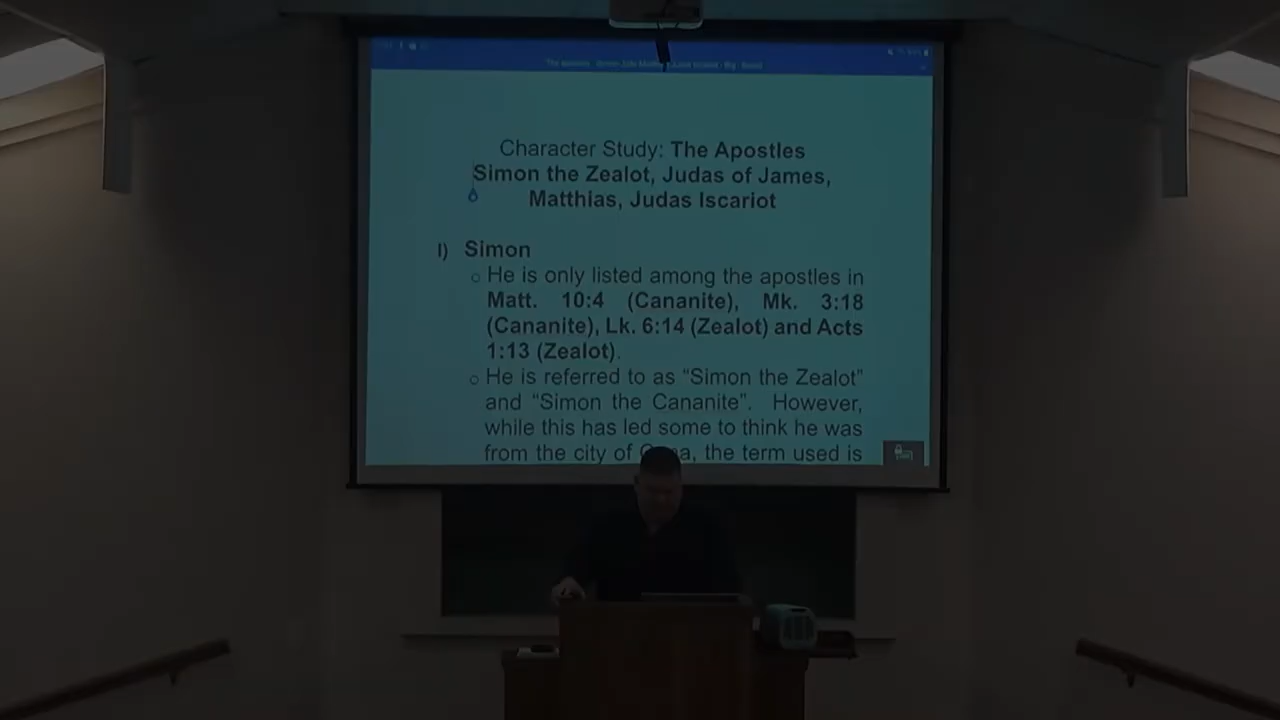 Character Study: The Apostles
Simon the Zealot, Judas of James,
Matthias, Judas Iscariot
I) Simon
○ He is only listed among the apostles in
Matt. 10:4 (Cananite), Mk. 3:18
(Cananite), Lk. 6:14 (Zealot) and Acts
1:13 (Zealot).
○ He is referred to as “Simon the Zealot”
and “Simon the Cananite”. However,
while this has led some to think he was
from the city of the term used is